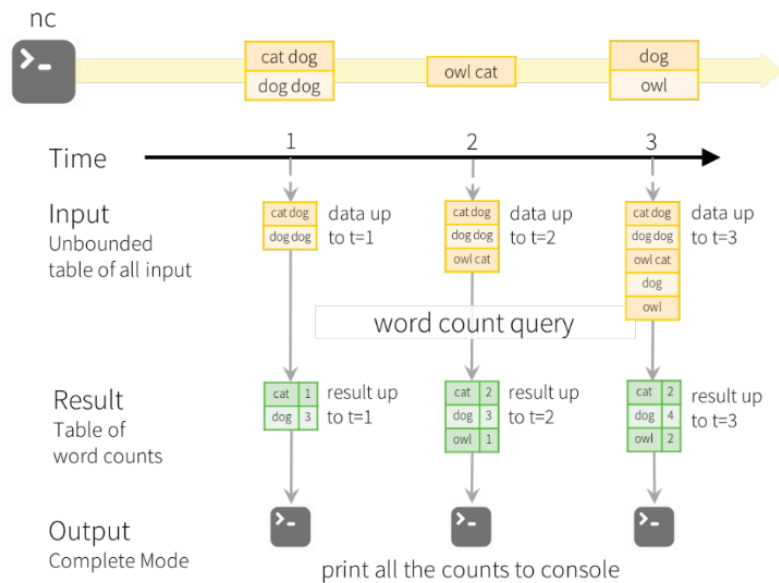 nc
cat dog
dog dog
owl cat
dog
owl
Time
1
2
3
Input
Unbounded
table of all input
cat dog
dog dog
data up
to t=1
cat dog
dog dog
owl cat
data up
to t=2
cat dog
dog dog
owl cat
dog
owl
data up
to t=3
word count query
Result
Table of
word counts
cat 1
dog 3
result up
to t=1
cat 2
dog 3
owl 1
result up
to t=2
cat 2
dog 4
owl 2
result up
to t=3
Output
Complete Mode
print all the counts to console